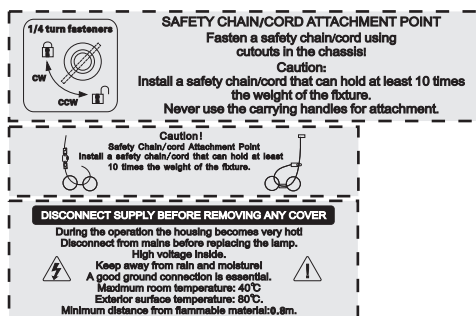 1/4 turn fasteners
CW
CCW
SAFETY CHAIN/CORD ATTACHMENT POINT
Fasten a safety chain/cord using
cutouts in the chassis!
Caution:
Install a safety chain/cord that can hold at least 10 times
the weight of the fixture.
Never use the carrying handles for attachment.
Caution!
Safety Chain/cord Attachment Point
Install a safety chain/cord that can hold at least
10 times the weight of the fixture.
DISCONNECT SUPPLY BEFORE REMOVING ANY COVER
During the operation the housing becomes very hot!
Disconnect from mains before replacing the lamp.
High voltage inside.
Keep away from rain and moisture!
A good ground connection is essential.
Maximum room temperature: 40℃
Exterior surface temperature: 80℃.
Minimum distance from flammable material:0.8m.